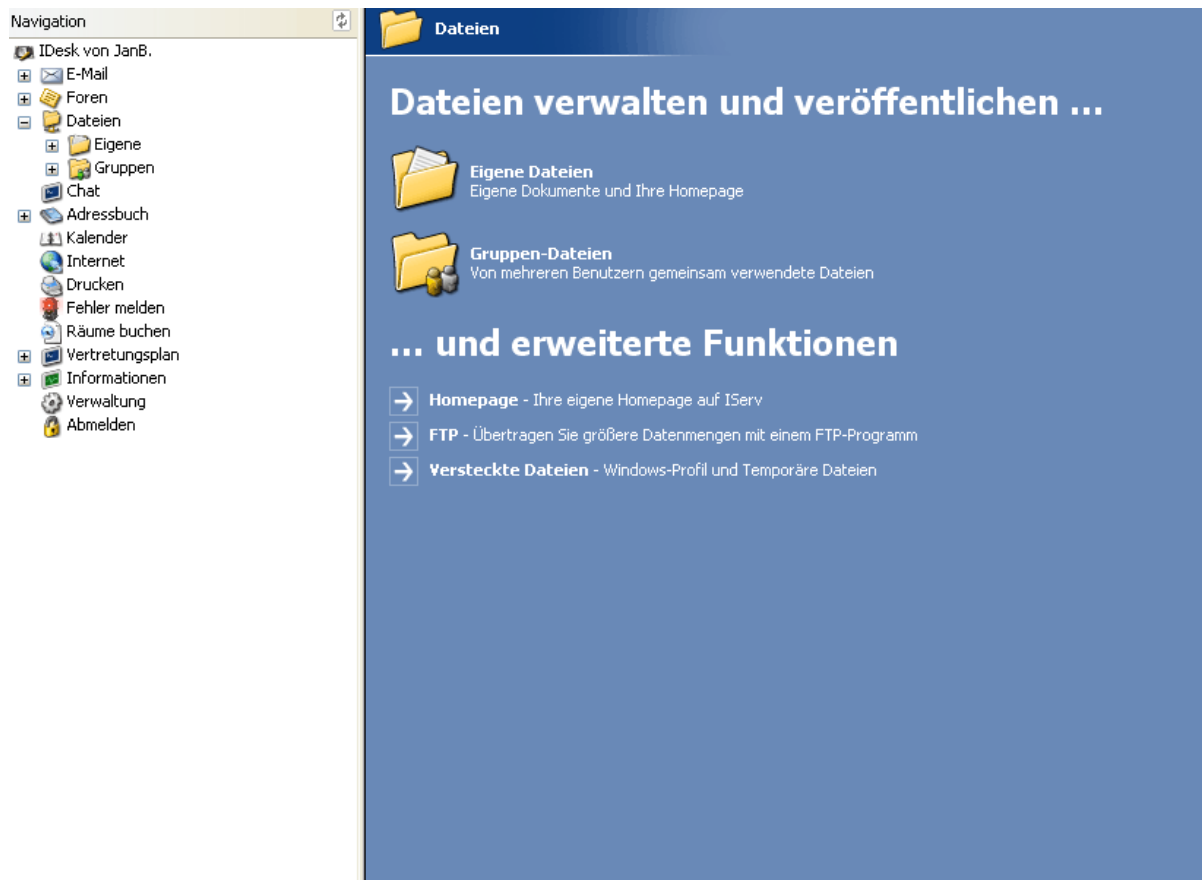 Navigation
IDesk von JanB.
E-Mail
Foren
Dateien
Eigene
Gruppen
Chat
Adressbuch
Kalender
Internet
Drucken
Fehler melden
Räume buchen
Vertretungsplan
Informationen
Verwaltung
Abmelden
Dateien
Dateien verwalten und veröffentlichen ...
Eigene Dateien
Eigene Dokumente und Ihre Homepage
Gruppen-Dateien
Von mehreren Benutzern gemeinsam verwendete Dateien
... und erweiterte Funktionen
Homepage - Ihre eigene Homepage auf IServ
FTP - Übertragen Sie größere Datenmengen mit einem FTP-Programm
Versteckte Dateien - Windows-Profil und Temporäre Dateien